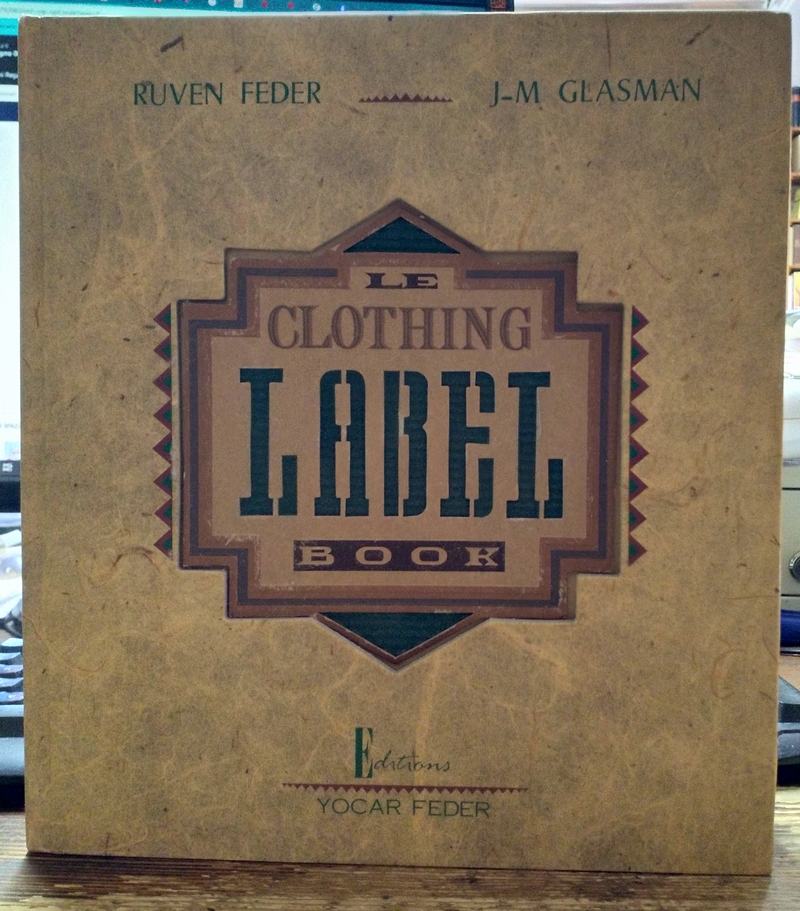 RUVEN FEDER J-M GLASMAN
LE
CLOTHING
LABEL
BOOK
Editions
YOCAR FEDER